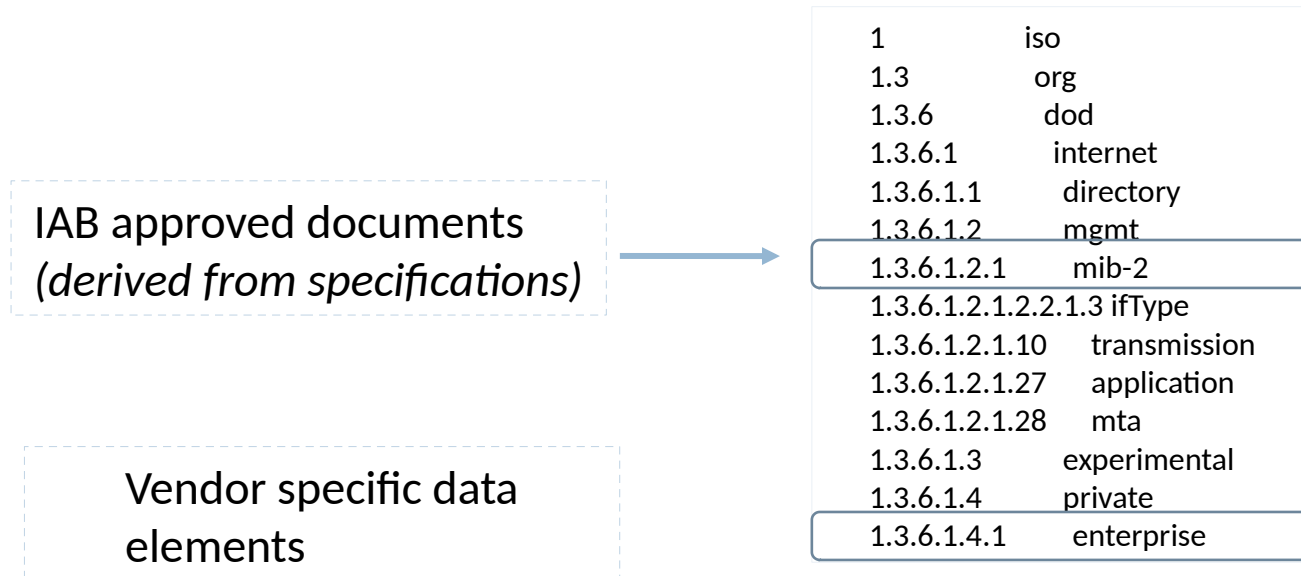 IAB approved documents
(derived from specifications)
Vendor specific data
elements
1 iso
1.3 org
1.3.6 dod
1.3.6.1 internet
1.3.6.1.1 directory
1.3.6.1.2 mgmt
1.3.6.1.2.1 mib-2
1.3.6.1.2.1.2.2.1.3 ifType
1.3.6.1.2.1.10 transmission
1.3.6.1.2.1.27 application
1.3.6.1.2.1.28 mta
1.3.6.1.3 experimental
1.3.6.1.4 private
1.3.6.1.4.1 enterprise